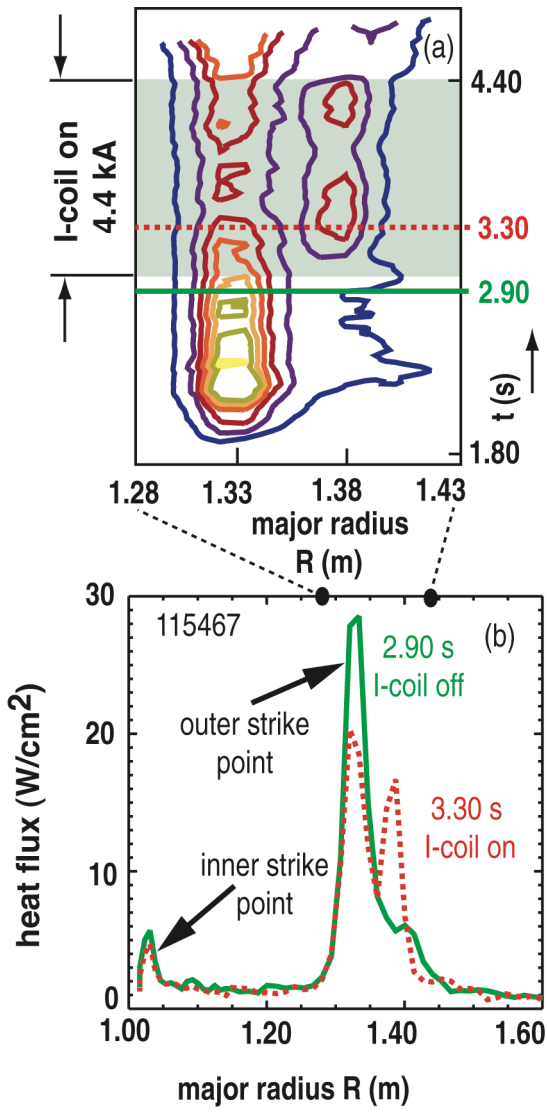 (a)
I-coil on
4.4 kA
4.40
3.30
2.90
1.80
t (s)
1.28
1.33
1.38
1.43
major radius
R (m)
30
20
10
0
heat flux (W/cm2)
115467
(b)
2.90 s
I-coil off
outer strike
point
3.30 s
I-coil on
inner strike
point
1.00
1.20
1.40
1.60
major radius R (m)